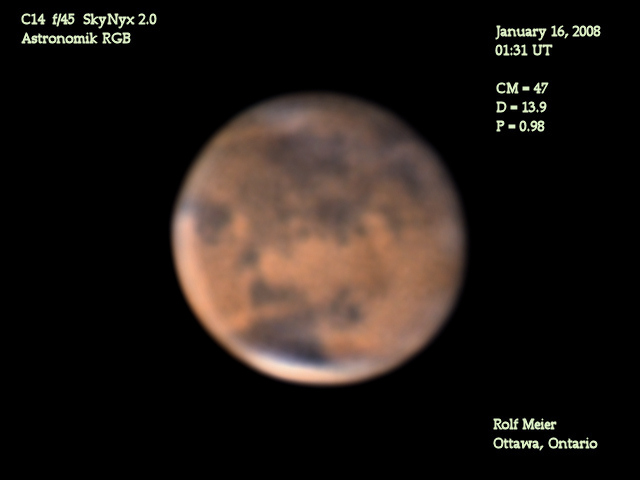 C14 f/45 SkyNyx 2.0
Astronomik RGB
January 16, 2008
01:31 UT
CM = 47
D = 13.9
P = 0.98
Rolf Meier
Ottawa, Ontario